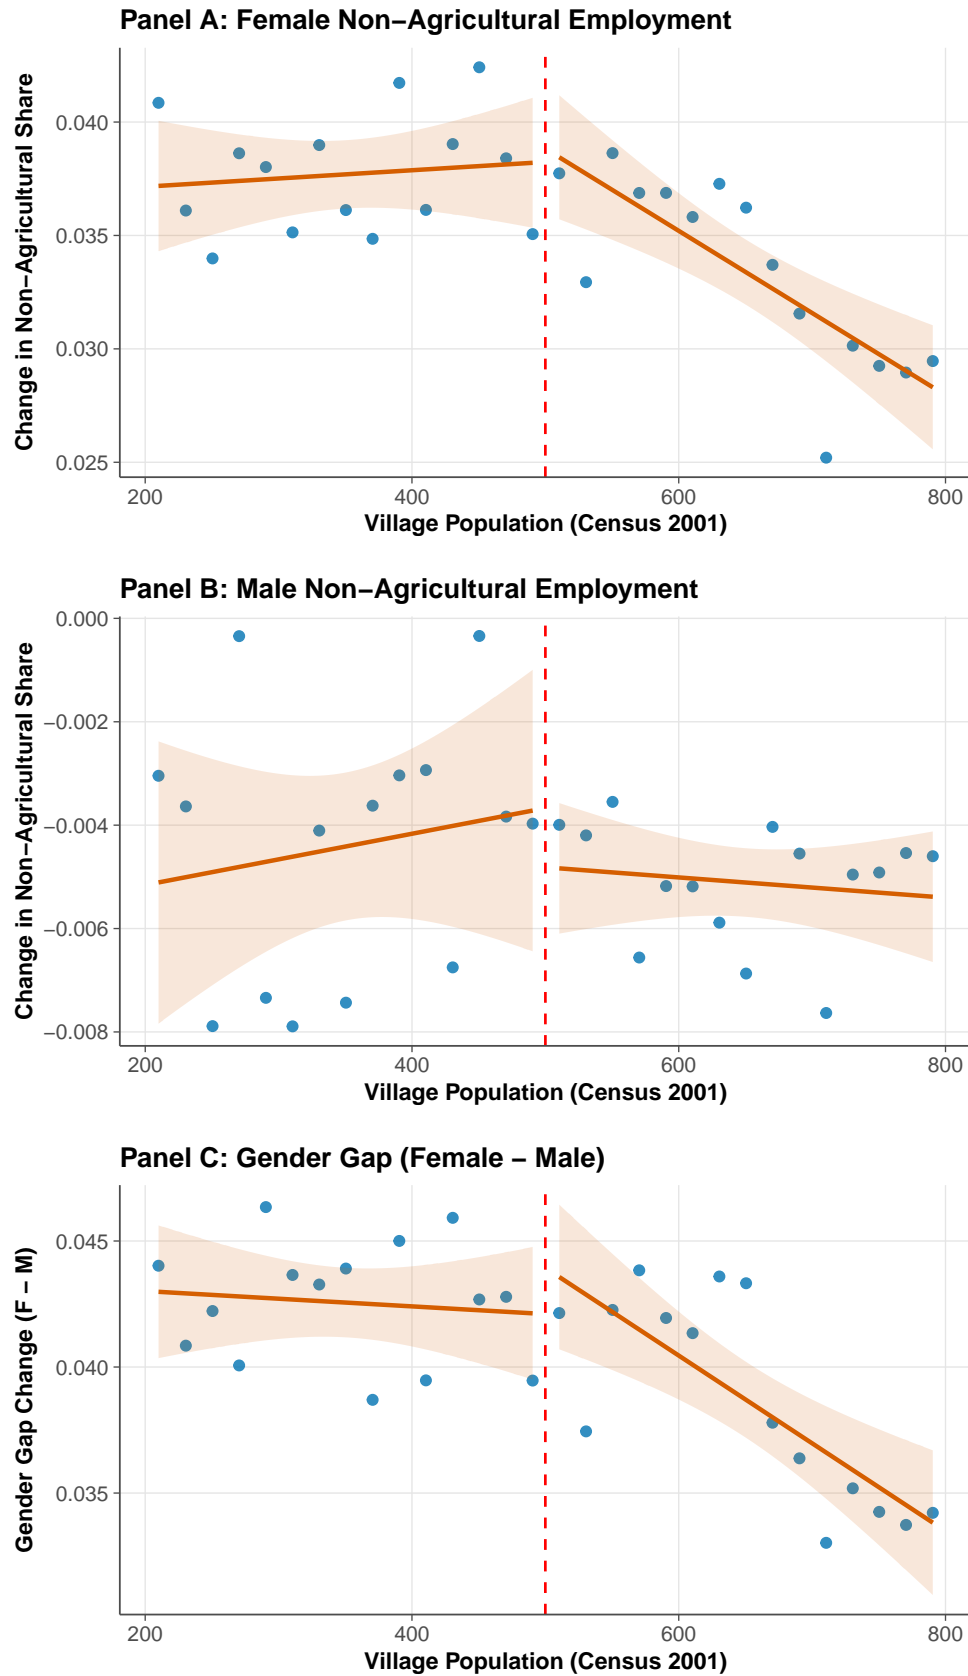 Panel A: Female Non−Agricultural Employment
Change in Non−Agricultural Share
0.040
0.035
0.030
0.025
200 400 600 800
Village Population (Census 2001)
Panel B: Male Non−Agricultural Employment
Change in Non−Agricultural Share
0.000
−0.002
−0.004
−0.006
−0.008
200 400 600 800
Village Population (Census 2001)
Panel C: Gender Gap (Female − Male)
Gender Gap Change (F − M)
0.045
0.040
0.035
200 400 600 800
Village Population (Census 2001)